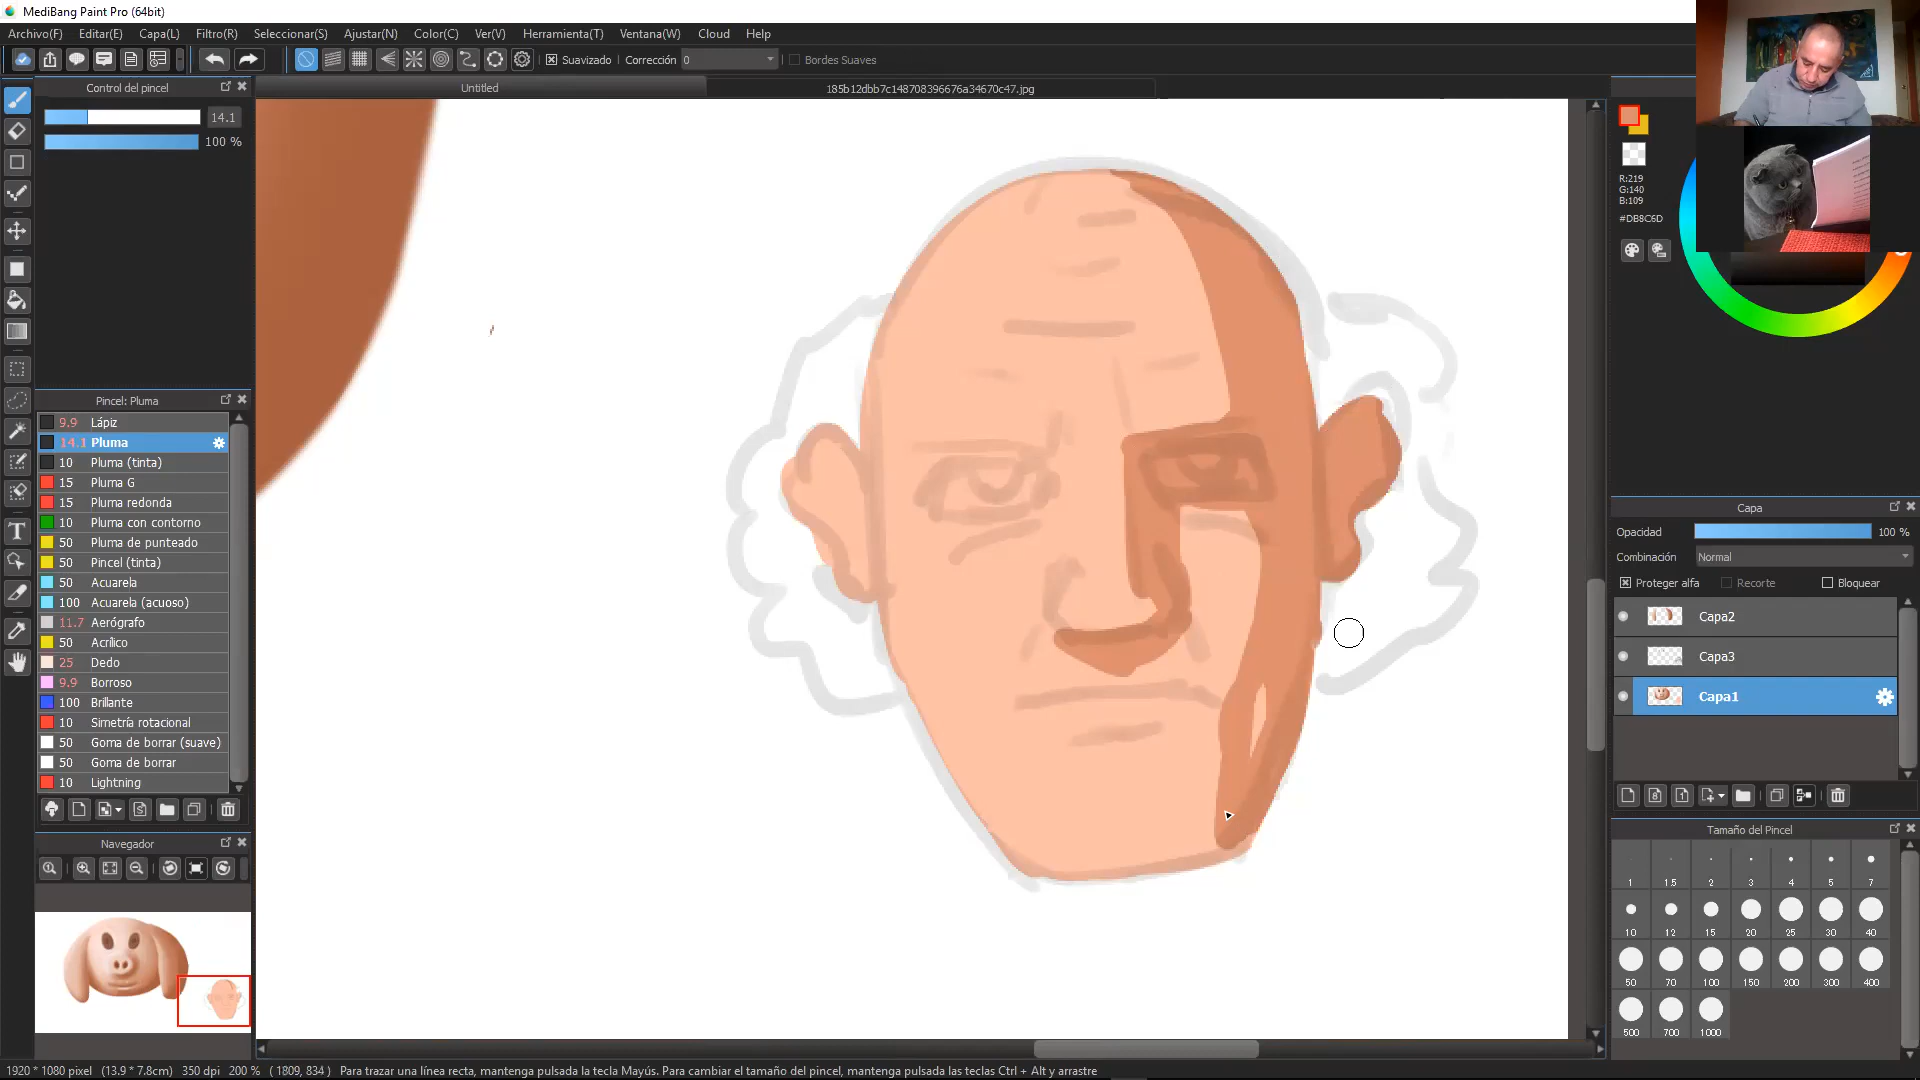 MediBang Paint Pro (64bit)
Archivo(F) Editar(E) Capa(L) Filtro(R) Seleccionar(S) Ajustar(N) Color(C) Ver(V) Herramienta(T) Ventana(W) Cloud Help
Suavizado Corrección 0 Bordes Suaves
Control del pincel
Untitled
185b12dbb7c148708396676a34670c47.jpg
14.1
100 %
R:219
G:140
B:109
#DB8C6D
Pincel: Pluma
9.9 Lápiz
14.1 Pluma
10 Pluma (tinta)
15 Pluma G
15 Pluma redonda
10 Pluma con contorno
50 Pluma de punteado
50 Pincel (tinta)
50 Acuarela
100 Acuarela (acuoso)
11.7 Aerógrafo
50 Acrílico
25 Dedo
9.9 Borroso
100 Brillante
10 Simetría rotacional
50 Goma de borrar (suave)
50 Goma de borrar
10 Lightning
Navegador
Capa
Opacidad 100 %
Combinación Normal
Proteger alfa Recorte Bloquear
Capa2
Capa3
Capa1
Tamaño del Pincel
1 1.5 2 3 4 5 7
10 12 15 20 25 30 40
50 70 100 150 200 300 400
500 700 1000
1920 * 1080 pixel (13.9 * 7.8cm) 350 dpi 200 % ( 1809, 834 ) Para trazar una línea recta, mantenga pulsada la tecla Mayús. Para cambiar el tamaño del pincel, mantenga pulsada las teclas Ctrl + Alt y arrastre